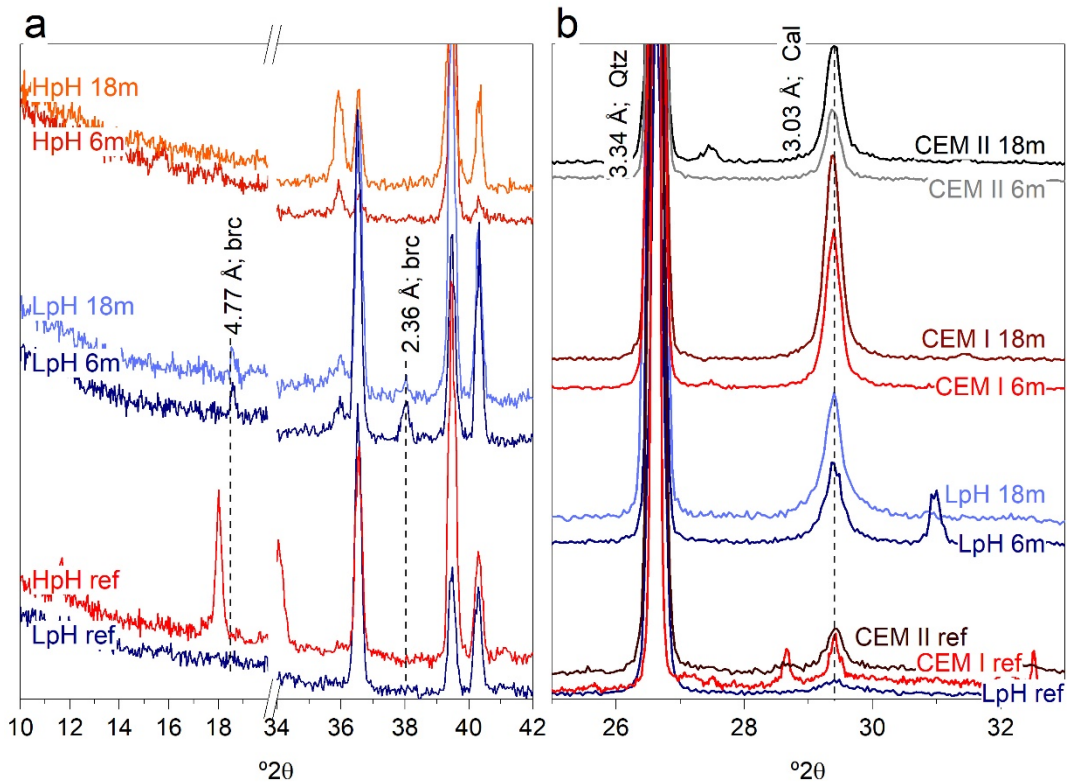 a
HpH 18m
HpH 6m
4.77 Å; brc
2.36 Å; brc
LpH 18m
LpH 6m
HpH ref
LpH ref
10 12 14 16 18 34 36 38 40 42
º2θ
b
3.34 Å; Qtz
3.03 Å; Cal
CEM II 18m
CEM II 6m
CEM I 18m
CEM I 6m
LpH 18m
LpH 6m
CEM II ref
CEM I ref
LpH ref
26 28 30 32
º2θ